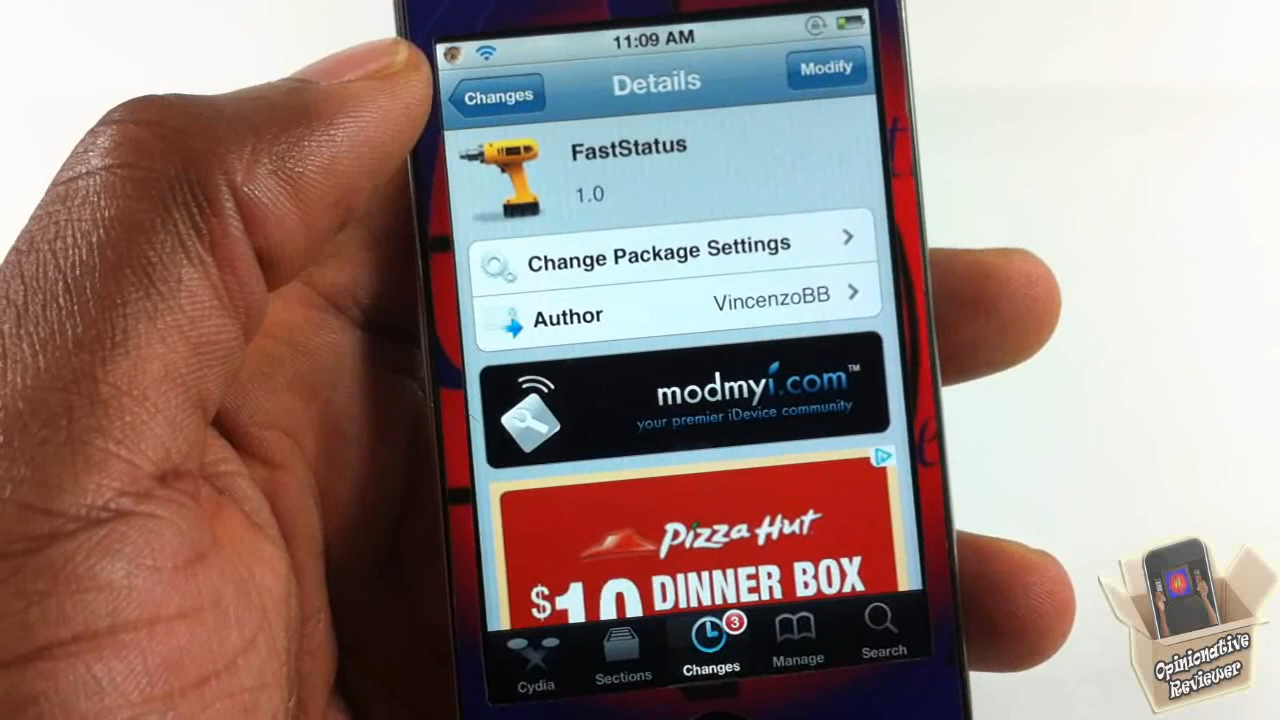 11:09 AM
Changes
Details
Modify
FastStatus
1.0
Change Package Settings
Author
VincenzoBB
modmyi.com™
your premier iDevice community
Pizza Hut
$10 DINNER BOX
Cydia
Sections
Changes
3
Manage
Search
Opinionative
Reviewer